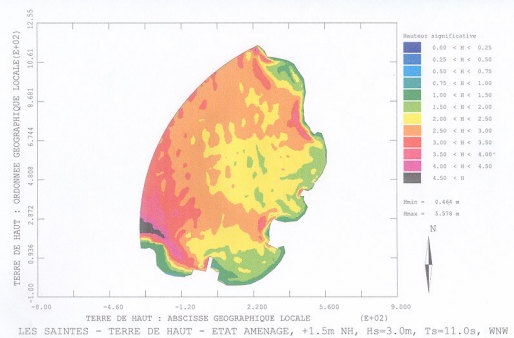 12.55
10.61
8.681
6.744
4.808
2.872
.936
-1.00
TERRE DE HAUT : ORDONNEE GEOGRAPHIQUE LOCALE(E+02)
-8.00 -4.60 -1.20 2.200 5.600 9.000
TERRE DE HAUT : ABSCISSE GEOGRAPHIQUE LOCALE (E+02)
Hauteur significative
0.00 < H < 0.25
0.25 < H < 0.50
0.50 < H < 0.75
0.75 < H < 1.00
1.00 < H < 1.50
1.50 < H < 2.00
2.00 < H < 2.50
2.50 < H < 3.00
3.00 < H < 3.50
3.50 < H < 4.00
4.00 < H < 4.50
4.50 < H
Hmin = 0.464 m
Hmax = 5.578 m
N
LES SAINTES - TERRE DE HAUT - ETAT AMENAGE, +1.5m NH, Hs=3.0m, Ts=11.0s, WNW